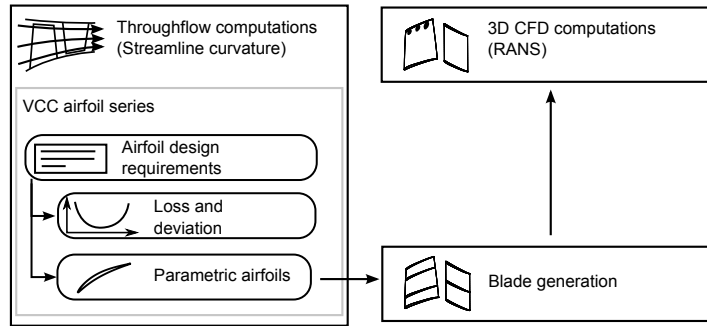 Throughflow computations
(Streamline curvature)
VCC airfoil series
Airfoil design
requirements
Loss and
deviation
Parametric airfoils
3D CFD computations
(RANS)
Blade generation